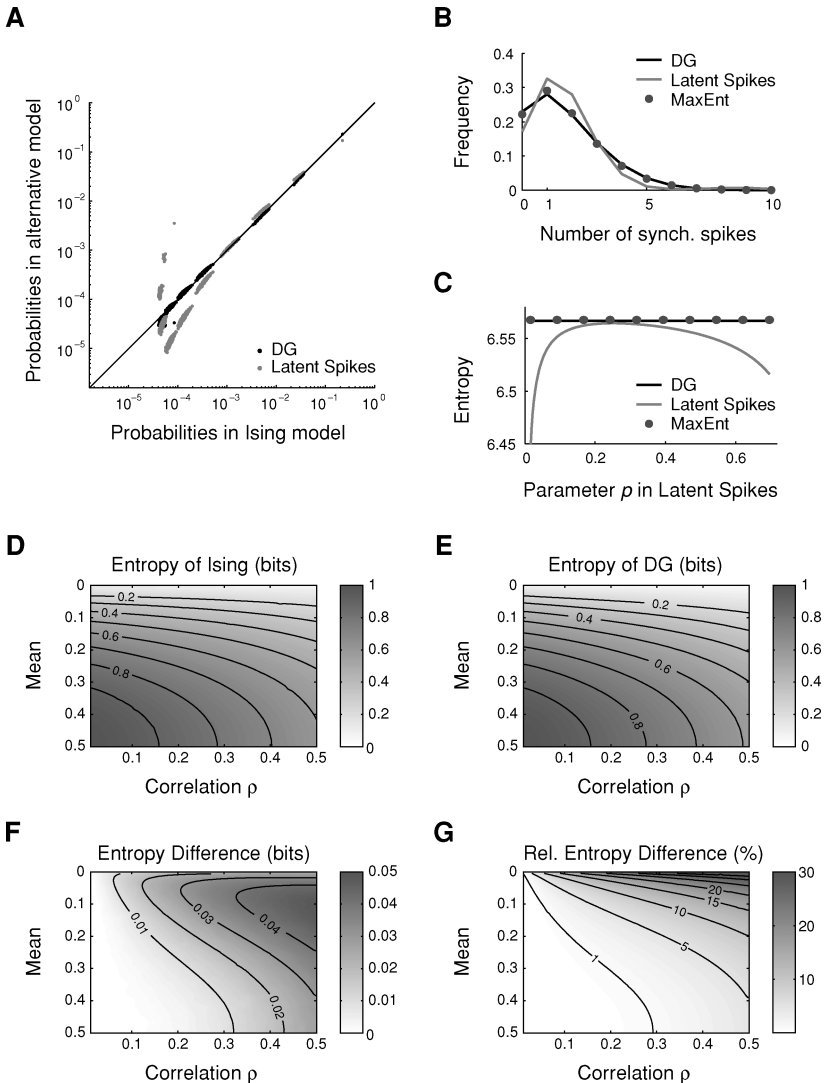 A
Probabilities in alternative model
10^0
10^-1
10^-2
10^-3
10^-4
10^-5
DG
Latent Spikes
10^-5 10^-4 10^-3 10^-2 10^-1 10^0
Probabilities in Ising model
B
Frequency
0.4
0.3
0.2
0.1
0
DG
Latent Spikes
MaxEnt
0 1 5 10
Number of synch. spikes
C
Entropy
6.55
6.5
6.45
DG
Latent Spikes
MaxEnt
0 0.2 0.4 0.6
Parameter p in Latent Spikes
D
Entropy of Ising (bits)
Mean
0
0.1
0.2
0.3
0.4
0.5
0.2
0.4
0.6
0.8
0.1 0.2 0.3 0.4 0.5
Correlation ρ
1
0.8
0.6
0.4
0.2
0
E
Entropy of DG (bits)
Mean
0
0.1
0.2
0.3
0.4
0.5
0.2
0.4
0.6
0.8
0.1 0.2 0.3 0.4 0.5
Correlation ρ
1
0.8
0.6
0.4
0.2
0
F
Entropy Difference (bits)
Mean
0
0.1
0.2
0.3
0.4
0.5
0.01
0.03
0.04
0.02
0.1 0.2 0.3 0.4 0.5
Correlation ρ
0.05
0.04
0.03
0.02
0.01
0
G
Rel. Entropy Difference (%)
Mean
0
0.1
0.2
0.3
0.4
0.5
20
15
10
5
1
0.1 0.2 0.3 0.4 0.5
Correlation ρ
30
20
10